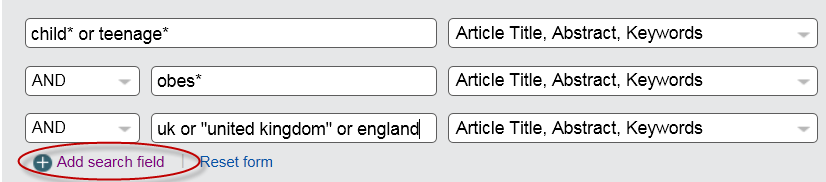 child* or teenage* Article Title, Abstract, Keywords
AND obes* Article Title, Abstract, Keywords
AND uk or "united kingdom" or england Article Title, Abstract, Keywords
Add search field Reset form